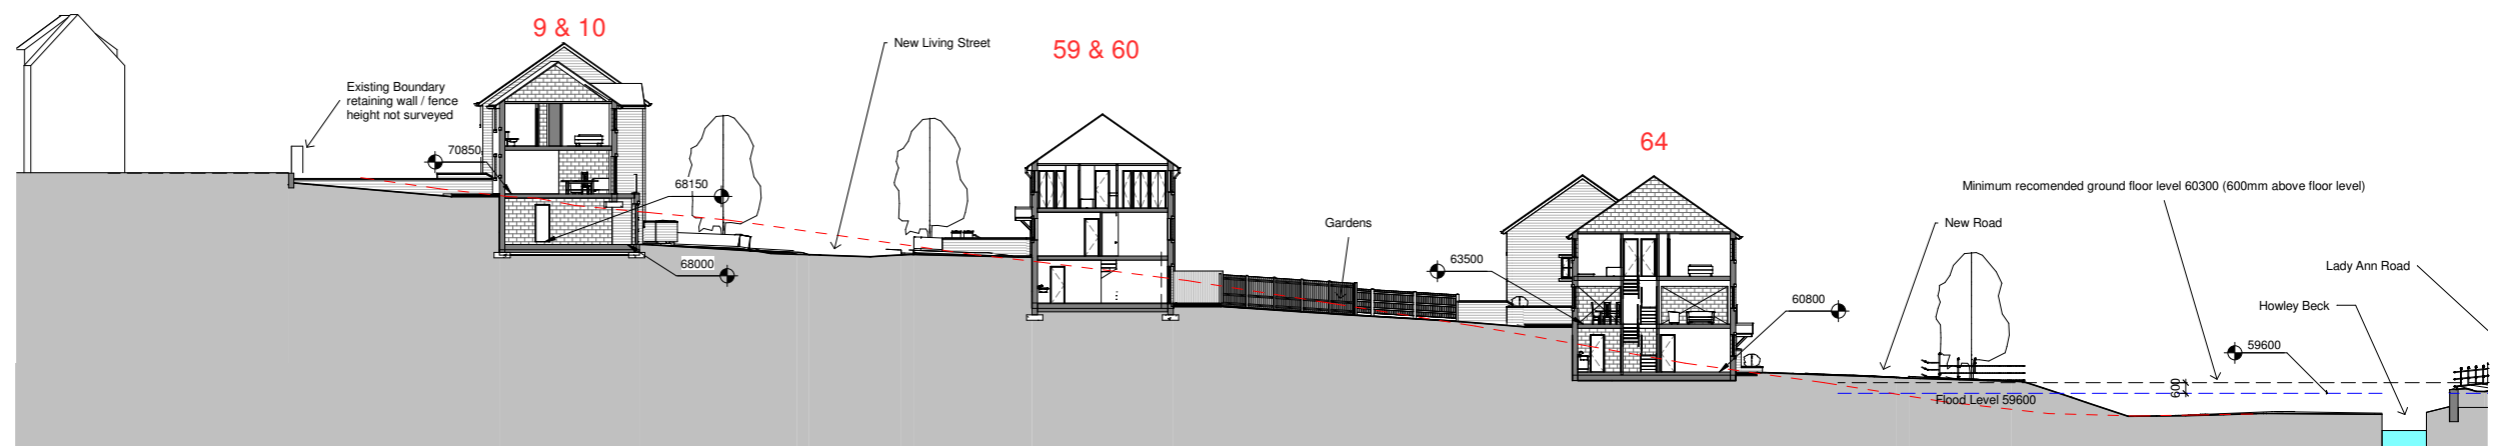 9 & 10
New Living Street
59 & 60
Existing Boundary
retaining wall / fence
height not surveyed
70850
64
68150
Minimum recomended ground floor level 60300 (600mm above floor level)
Gardens
New Road
68000
63500
Lady Ann Road
60800
Howley Beck
59600
600
Flood Level 59600